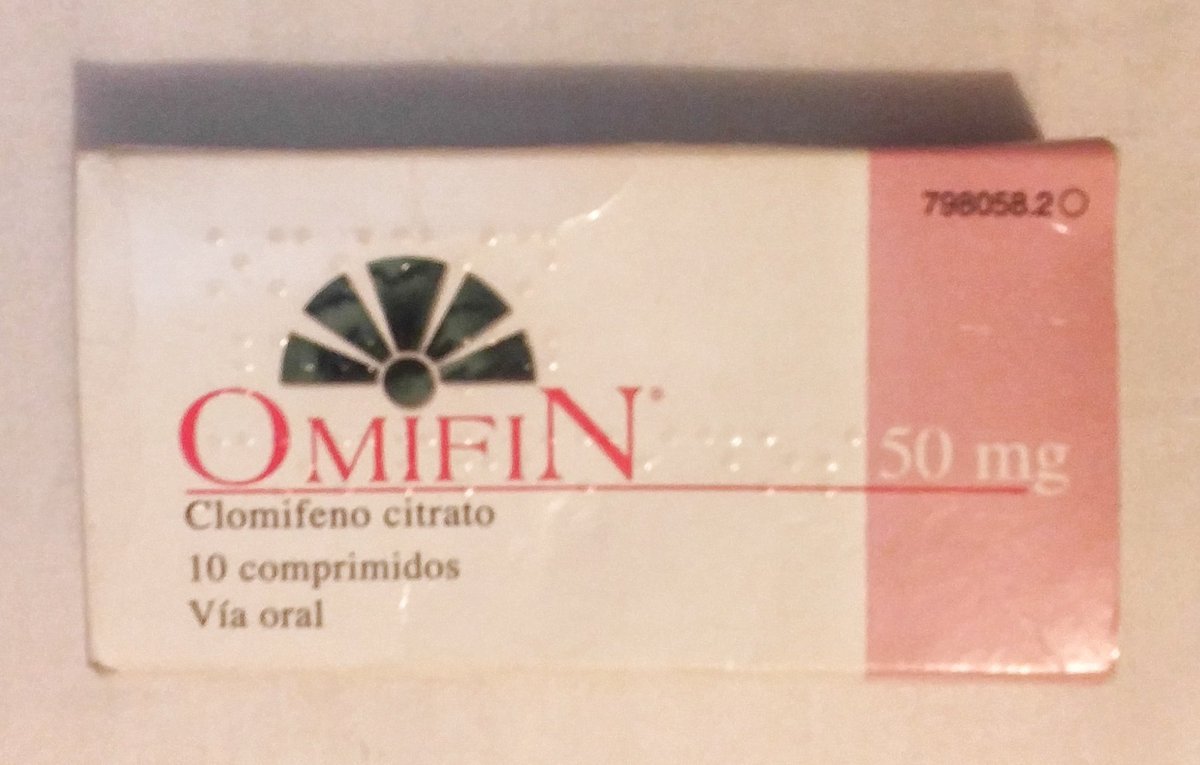 798058.2
OMIFIN® 50 mg
Clomifeno citrato
10 comprimidos
Vía oral